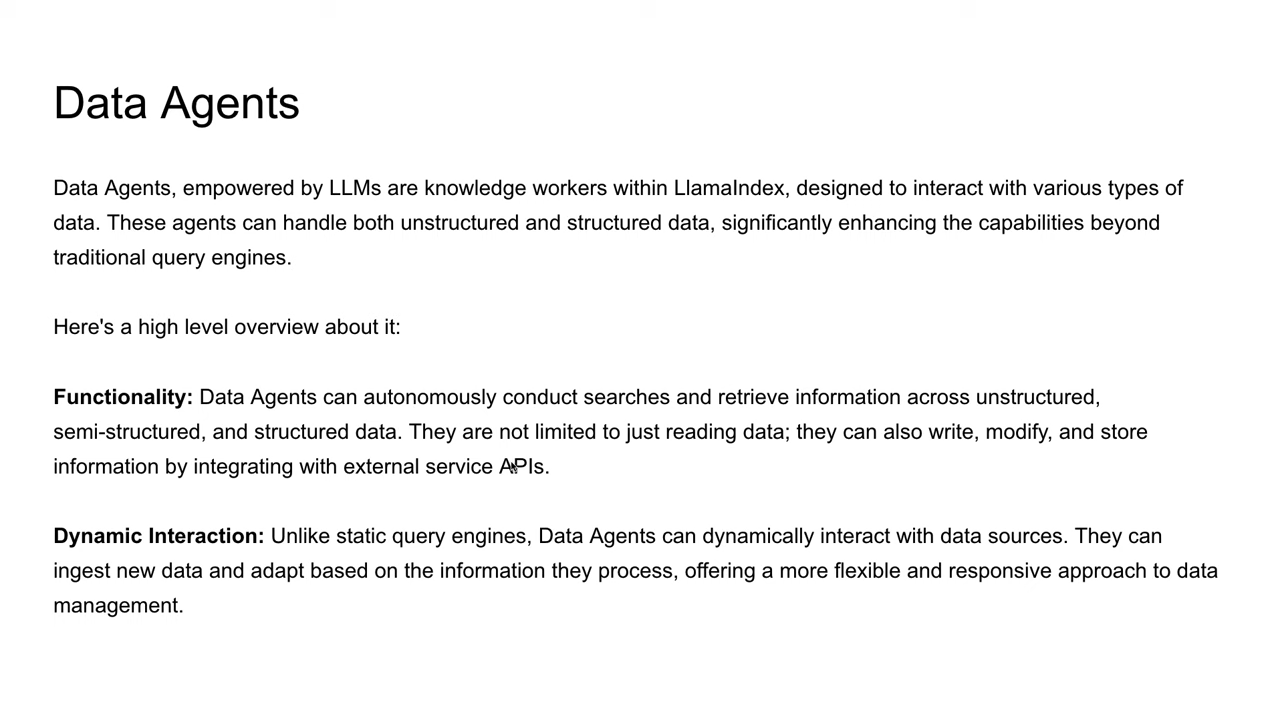 Data Agents
Data Agents, empowered by LLMs are knowledge workers within LlamaIndex, designed to interact with various types of
data. These agents can handle both unstructured and structured data, significantly enhancing the capabilities beyond
traditional query engines.
Here's a high level overview about it:
Functionality: Data Agents can autonomously conduct searches and retrieve information across unstructured,
semi-structured, and structured data. They are not limited to just reading data; they can also write, modify, and store
information by integrating with external service APIs.
Dynamic Interaction: Unlike static query engines, Data Agents can dynamically interact with data sources. They can
ingest new data and adapt based on the information they process, offering a more flexible and responsive approach to data
management.